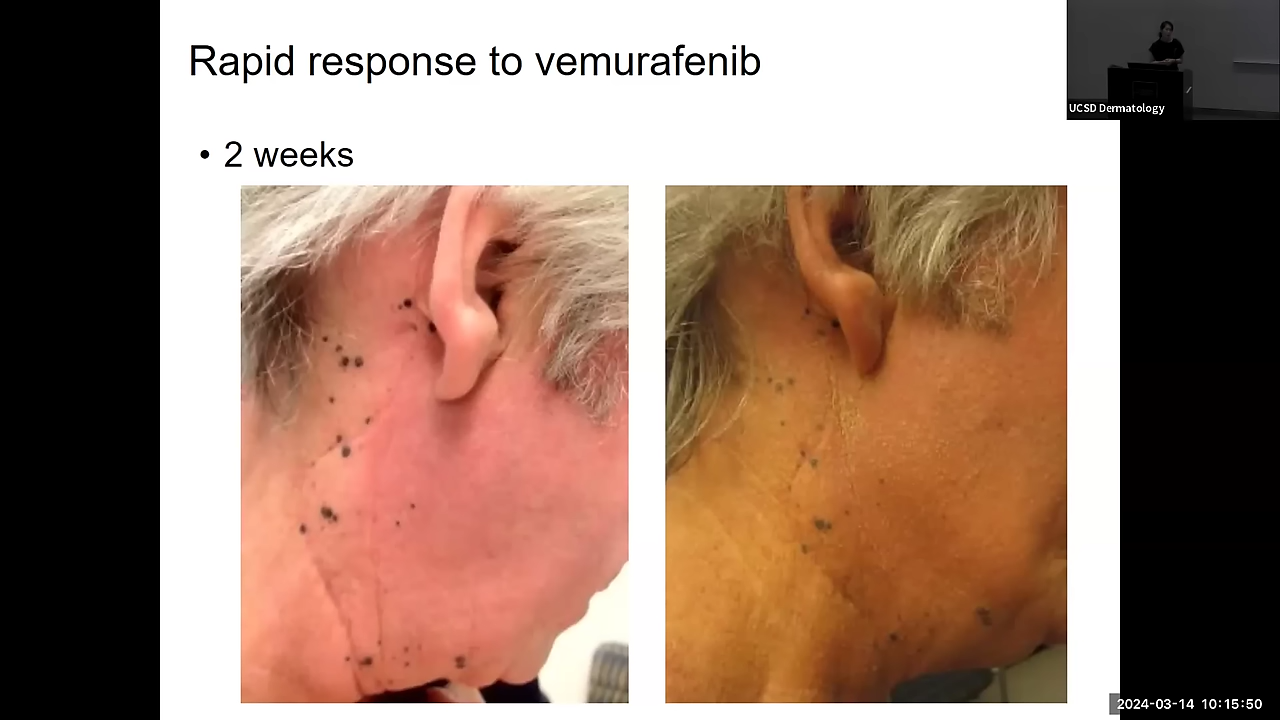 Rapid response to vemurafenib
UCSD Dermatology
• 2 weeks
2024-03-14 10:15:50